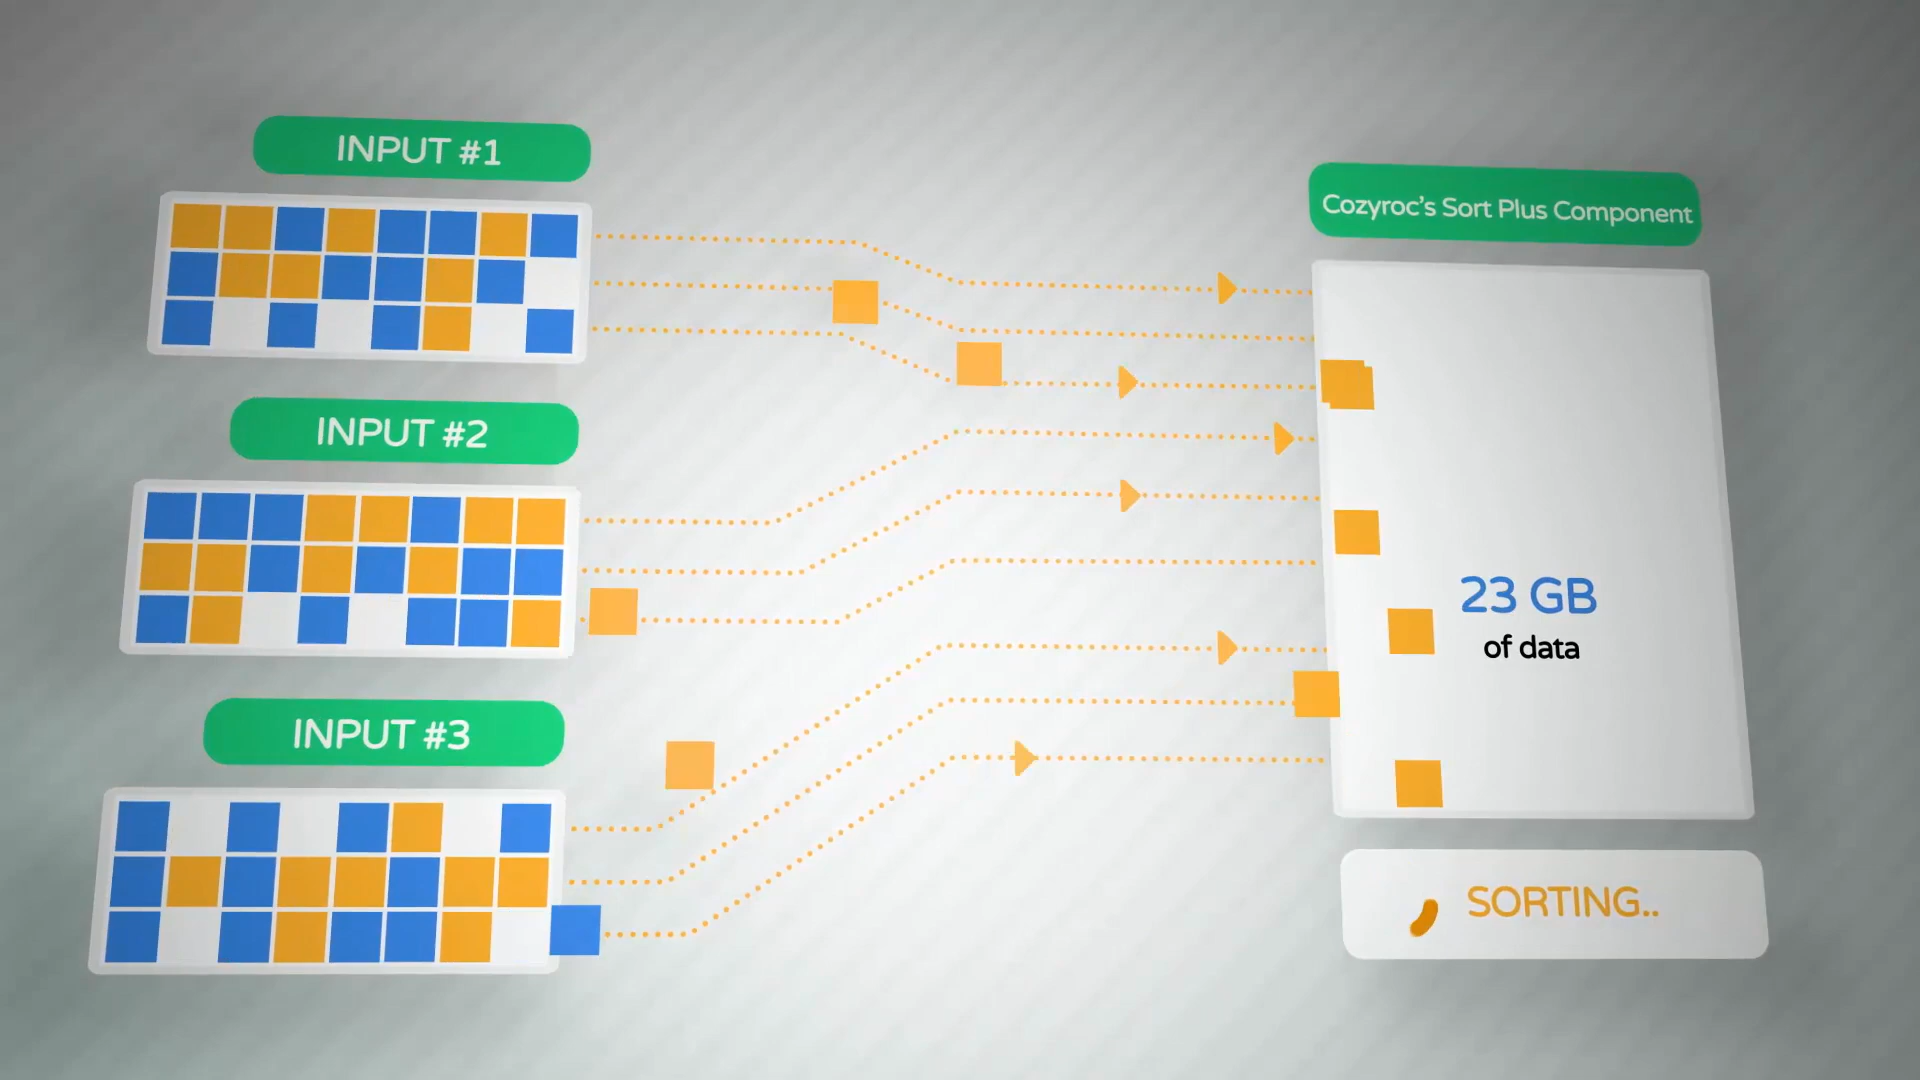 INPUT #1
Cozyroc's Sort Plus Component
INPUT #2
23 GB
of data
INPUT #3
SORTING..